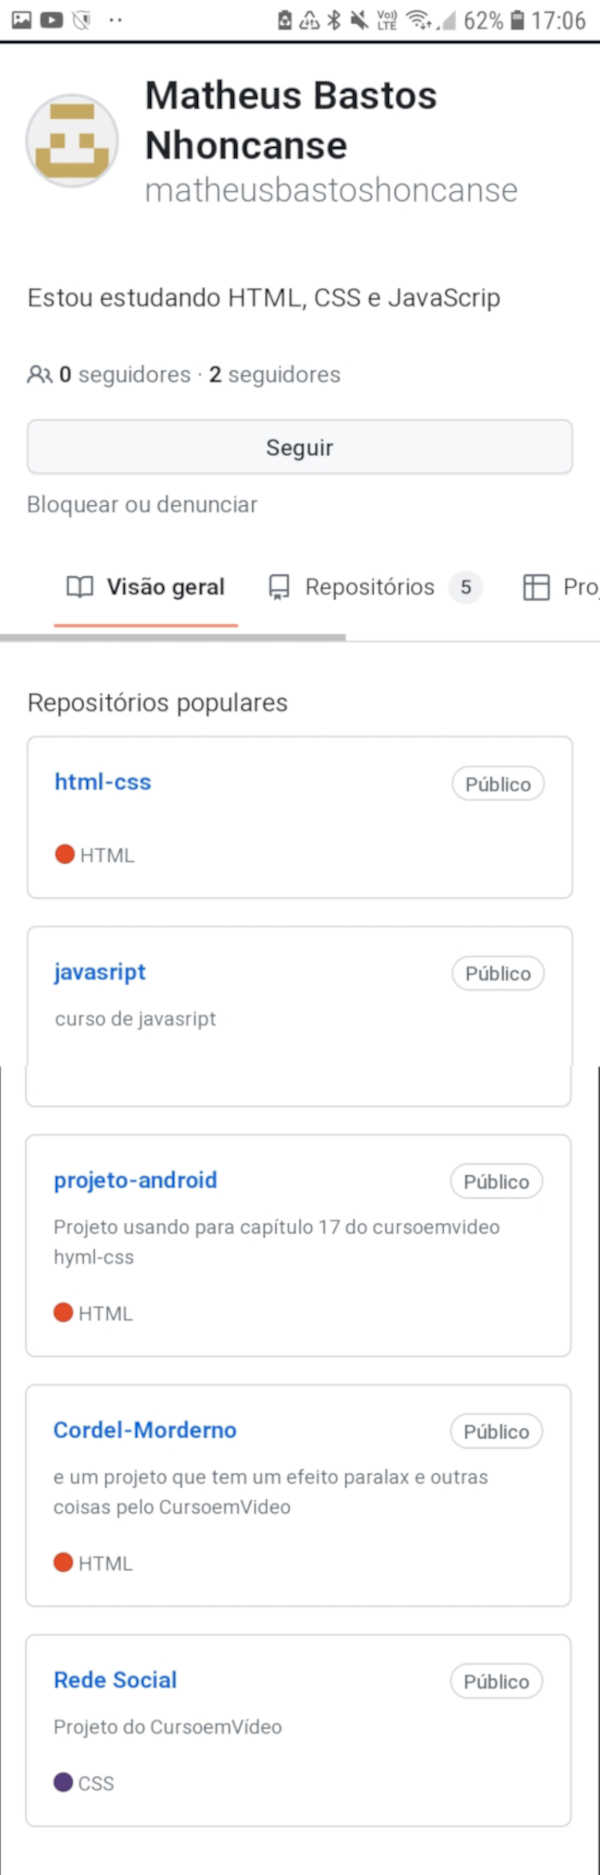 Vo))
LTE
62%
17:06
Matheus Bastos
Nhoncanse
matheusbastoshoncanse
Estou estudando HTML, CSS e JavaScrip
0 seguidores · 2 seguidores
Seguir
Bloquear ou denunciar
Visão geral
Repositórios 5
Pro
Repositórios populares
html-css
Público
HTML
javasript
Público
curso de javasript
projeto-android
Público
Projeto usando para capítulo 17 do cursoemvideo
hyml-css
HTML
Cordel-Morderno
Público
e um projeto que tem um efeito paralax e outras
coisas pelo CursoemVideo
HTML
Rede Social
Público
Projeto do CursoemVídeo
CSS